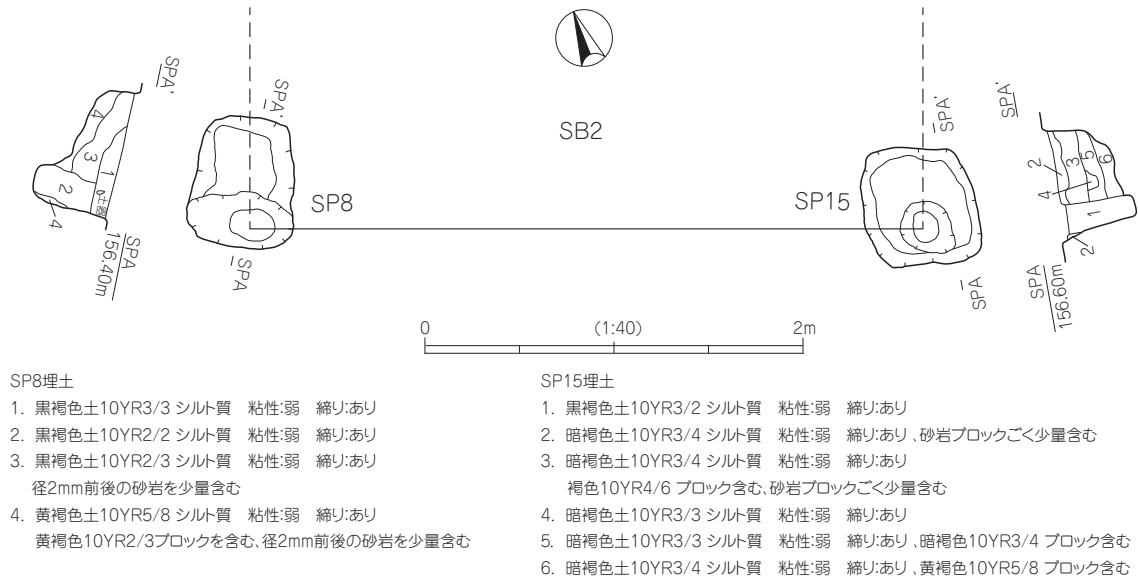 SPA'
SPA'
SB2
SPA'
SPA'
4
3
1
土器
2
4
SPA
156.40m
SP8
SPA
SP15
2
3
5
6
4
1
2
SPA
SPA
156.60m
0 (1:40) 2m
SP8埋土
1. 黒褐色土10YR3/3 シルト質 粘性:弱 締り:あり
2. 黒褐色土10YR2/2 シルト質 粘性:弱 締り:あり
3. 黒褐色土10YR2/3 シルト質 粘性:弱 締り:あり
径2mm前後の砂岩を少量含む
4. 黄褐色土10YR5/8 シルト質 粘性:弱 締り:あり
黄褐色10YR2/3ブロックを含む、径2mm前後の砂岩を少量含む
SP15埋土
1. 黒褐色土10YR3/2 シルト質 粘性:弱 締り:あり
2. 暗褐色土10YR3/4 シルト質 粘性:弱 締り:あり、砂岩ブロックごく少量含む
3. 暗褐色土10YR3/4 シルト質 粘性:弱 締り:あり
褐色10YR4/6 ブロック含む、砂岩ブロックごく少量含む
4. 暗褐色土10YR3/3 シルト質 粘性:弱 締り:あり
5. 暗褐色土10YR3/3 シルト質 粘性:弱 締り:あり、暗褐色10YR3/4 ブロック含む
6. 暗褐色土10YR3/4 シルト質 粘性:弱 締り:あり、黄褐色10YR5/8 ブロック含む